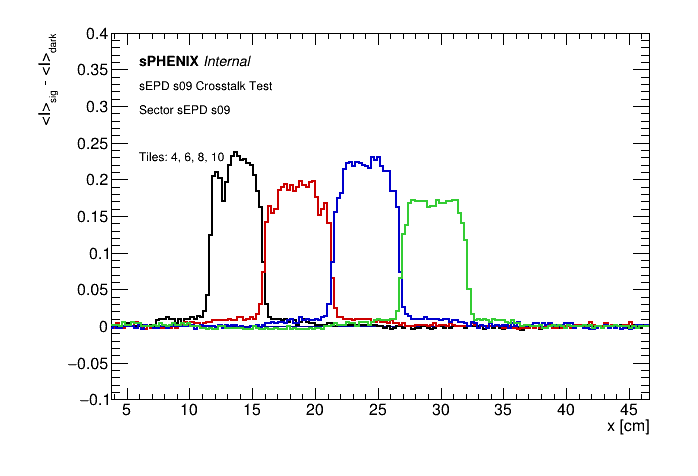 0.4
<I>sig - <I>dark
0.35
sPHENIX Internal
0.3
sEPD s09 Crosstalk Test
Sector sEPD s09
0.25
Tiles: 4, 6, 8, 10
0.2
0.15
0.1
0.05
0
−0.05
−0.1
5 10 15 20 25 30 35 40 45
x [cm]